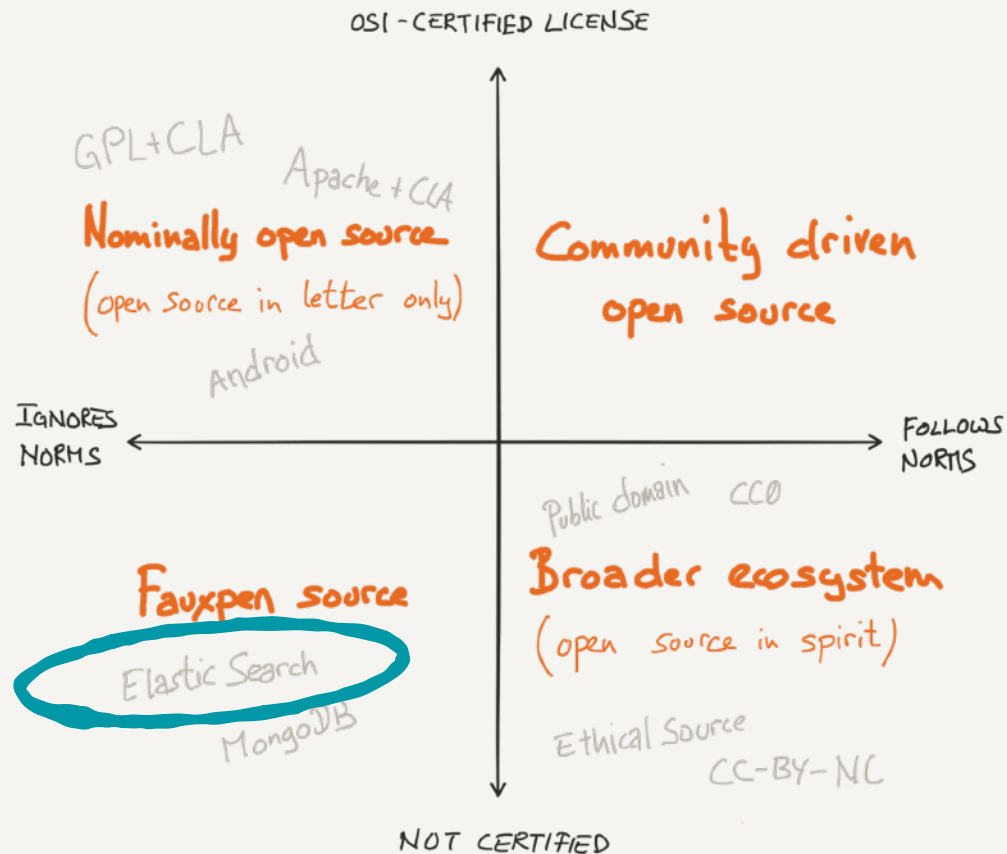 OSI-CERTIFIED LICENSE
GPL+CLA
Apache + CLA
Nominally open source
(open source in letter only)
Android
Community driven
open source
IGNORES
NORMS
FOLLOWS
NORMS
Public domain
CC0
Fauxpen source
Elastic Search
MongoDB
Broader ecosystem
(open source in spirit)
Ethical Source
CC-BY-NC
NOT CERTIFIED